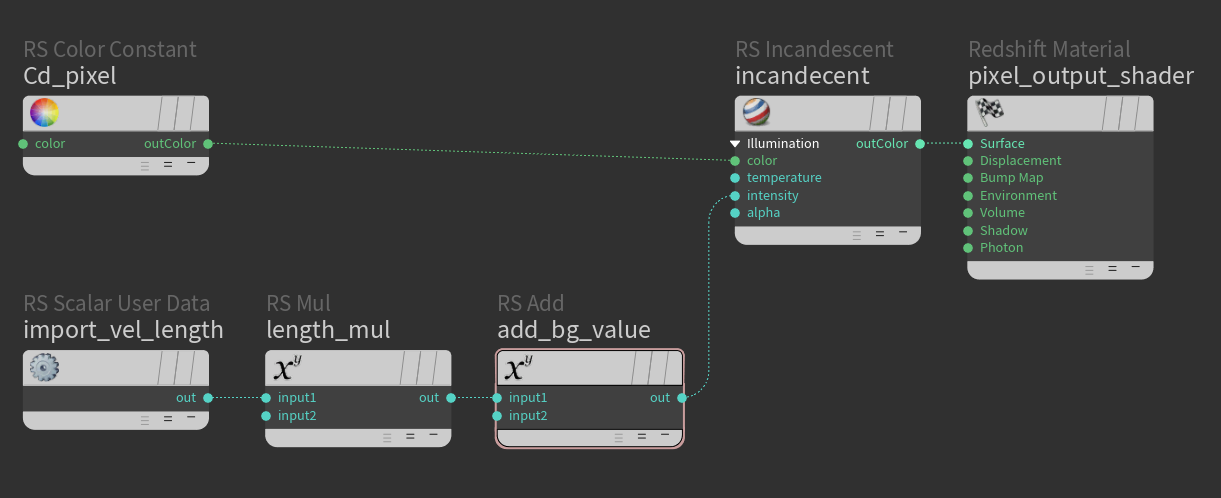 RS Color Constant
Cd_pixel
color
outColor
RS Incandescent
incandecent
Illumination
outColor
color
temperature
intensity
alpha
Redshift Material
pixel_output_shader
Surface
Displacement
Bump Map
Environment
Volume
Shadow
Photon
RS Scalar User Data
import_vel_length
out
RS Mul
length_mul
xy
input1
out
input2
RS Add
add_bg_value
xy
input1
out
input2